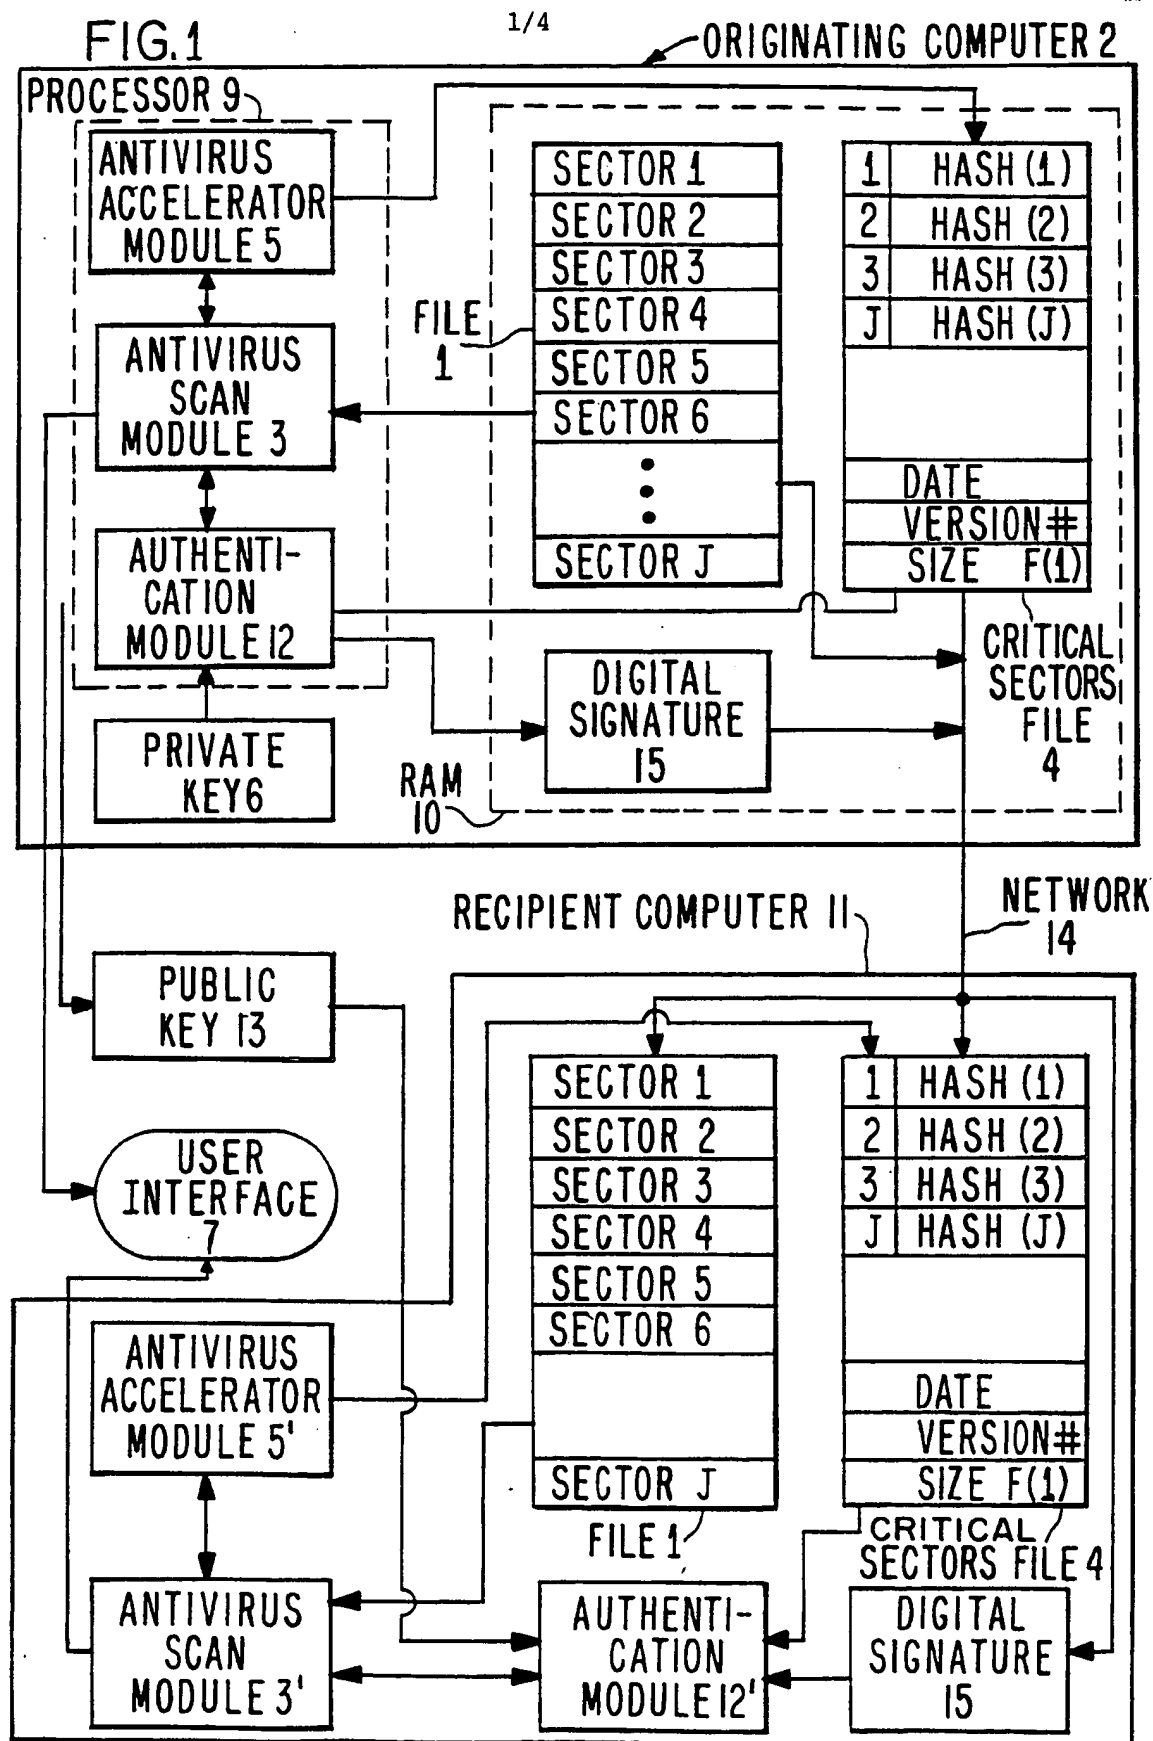 1/4
FIG.1
ORIGINATING COMPUTER 2
PROCESSOR 9
ANTIVIRUS
ACCELERATOR
MODULE 5
ANTIVIRUS
SCAN
MODULE 3
AUTHENTI-
CATION
MODULE 12
PRIVATE
KEY6
FILE
1
SECTOR 1
SECTOR 2
SECTOR 3
SECTOR 4
SECTOR 5
SECTOR 6
SECTOR J
1 HASH (1)
2 HASH (2)
3 HASH (3)
J HASH (J)
DATE
VERSION#
SIZE F(1)
CRITICAL
SECTORS
FILE
4
DIGITAL
SIGNATURE
15
RAM
10
NETWORK
14
RECIPIENT COMPUTER 11
PUBLIC
KEY 13
USER
INTERFACE
7
ANTIVIRUS
ACCELERATOR
MODULE 5'
ANTIVIRUS
SCAN
MODULE 3'
SECTOR 1
SECTOR 2
SECTOR 3
SECTOR 4
SECTOR 5
SECTOR 6
SECTOR J
FILE 1
1 HASH (1)
2 HASH (2)
3 HASH (3)
J HASH (J)
DATE
VERSION#
SIZE F(1)
CRITICAL
SECTORS FILE 4
AUTHENTI-
CATION
MODULE 12'
DIGITAL
SIGNATURE
15